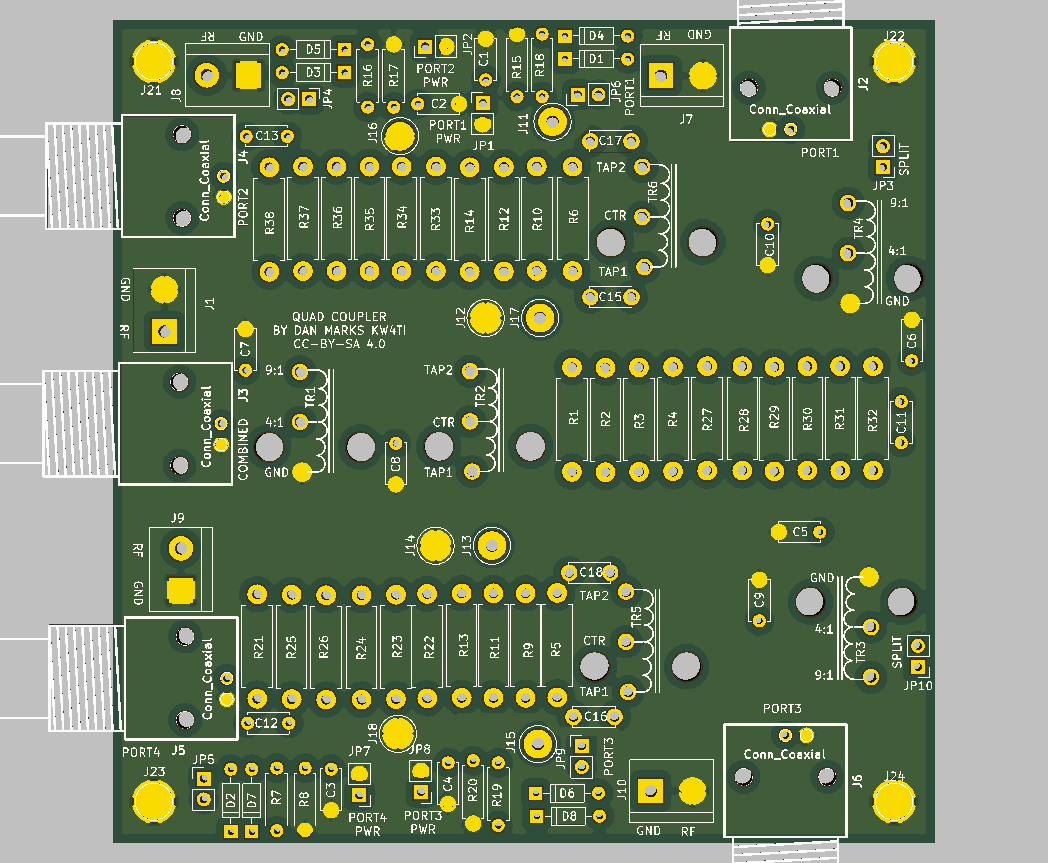 RF GND
J8
J21
D5
D3
JP4
R16
R17
PORT2
PWR
JP2
C1
C2
PORT1
PWR
JP1
R15
R18
D4
D1
JP6
PORT1
RF GND
J7
J2
J22
Conn_Coaxial
PORT1
SPLIT
JP3
J16
J11
C13
J4
Conn_Coaxial
PORT2
C17
TAP2
TR6
CTR
TAP1
R38
R37
R36
R35
R34
R33
R14
R12
R10
R6
C10
TR4
9:1
4:1
GND
GND
RF
J1
J12
J17
C15
QUAD COUPLER
BY DAN MARKS KW4TI
CC-BY-SA 4.0
C7
C6
J3
Conn_Coaxial
COMBINED
9:1
4:1
GND
TR1
C8
TAP2
CTR
TAP1
TR2
R1
R2
R3
R4
R27
R28
R29
R30
R31
R32
C11
J9
RF
GND
J14
J13
C5
C18
TAP2
CTR
TAP1
TR5
C9
GND
4:1
9:1
TR3
SPLIT
JP10
R21
R25
R26
R24
R23
R22
R13
R11
R9
R5
Conn_Coaxial
C12
C16
PORT4
J5
J18
J15
JP9
PORT3
PORT3
Conn_Coaxial
J6
J23
JP5
D2
D7
R7
R8
C3
JP7
PORT4
PWR
JP8
PORT3
PWR
C4
R20
R19
D6
D8
J10
GND RF
J24